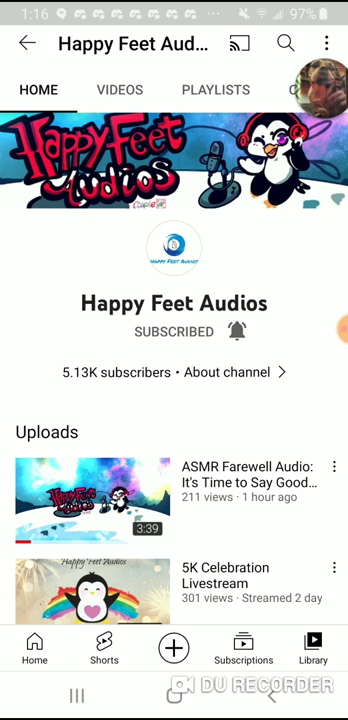 1:16
97%
Happy Feet Aud...
HOME VIDEOS PLAYLISTS
Happy Feet
Audios
HAPPY FEET AUDIOS
Happy Feet Audios
SUBSCRIBED
5.13K subscribers • About channel
Uploads
ASMR Farewell Audio:
It's Time to Say Good...
211 views · 1 hour ago
3:39
Happy Feet Audios
5K Celebration
Livestream
301 views · Streamed 2 day
Home
Shorts
Subscriptions
Library
DU RECORDER